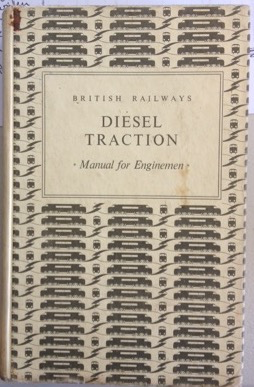 BRITISH RAILWAYS
DIESEL
TRACTION
· Manual for Enginemen ·